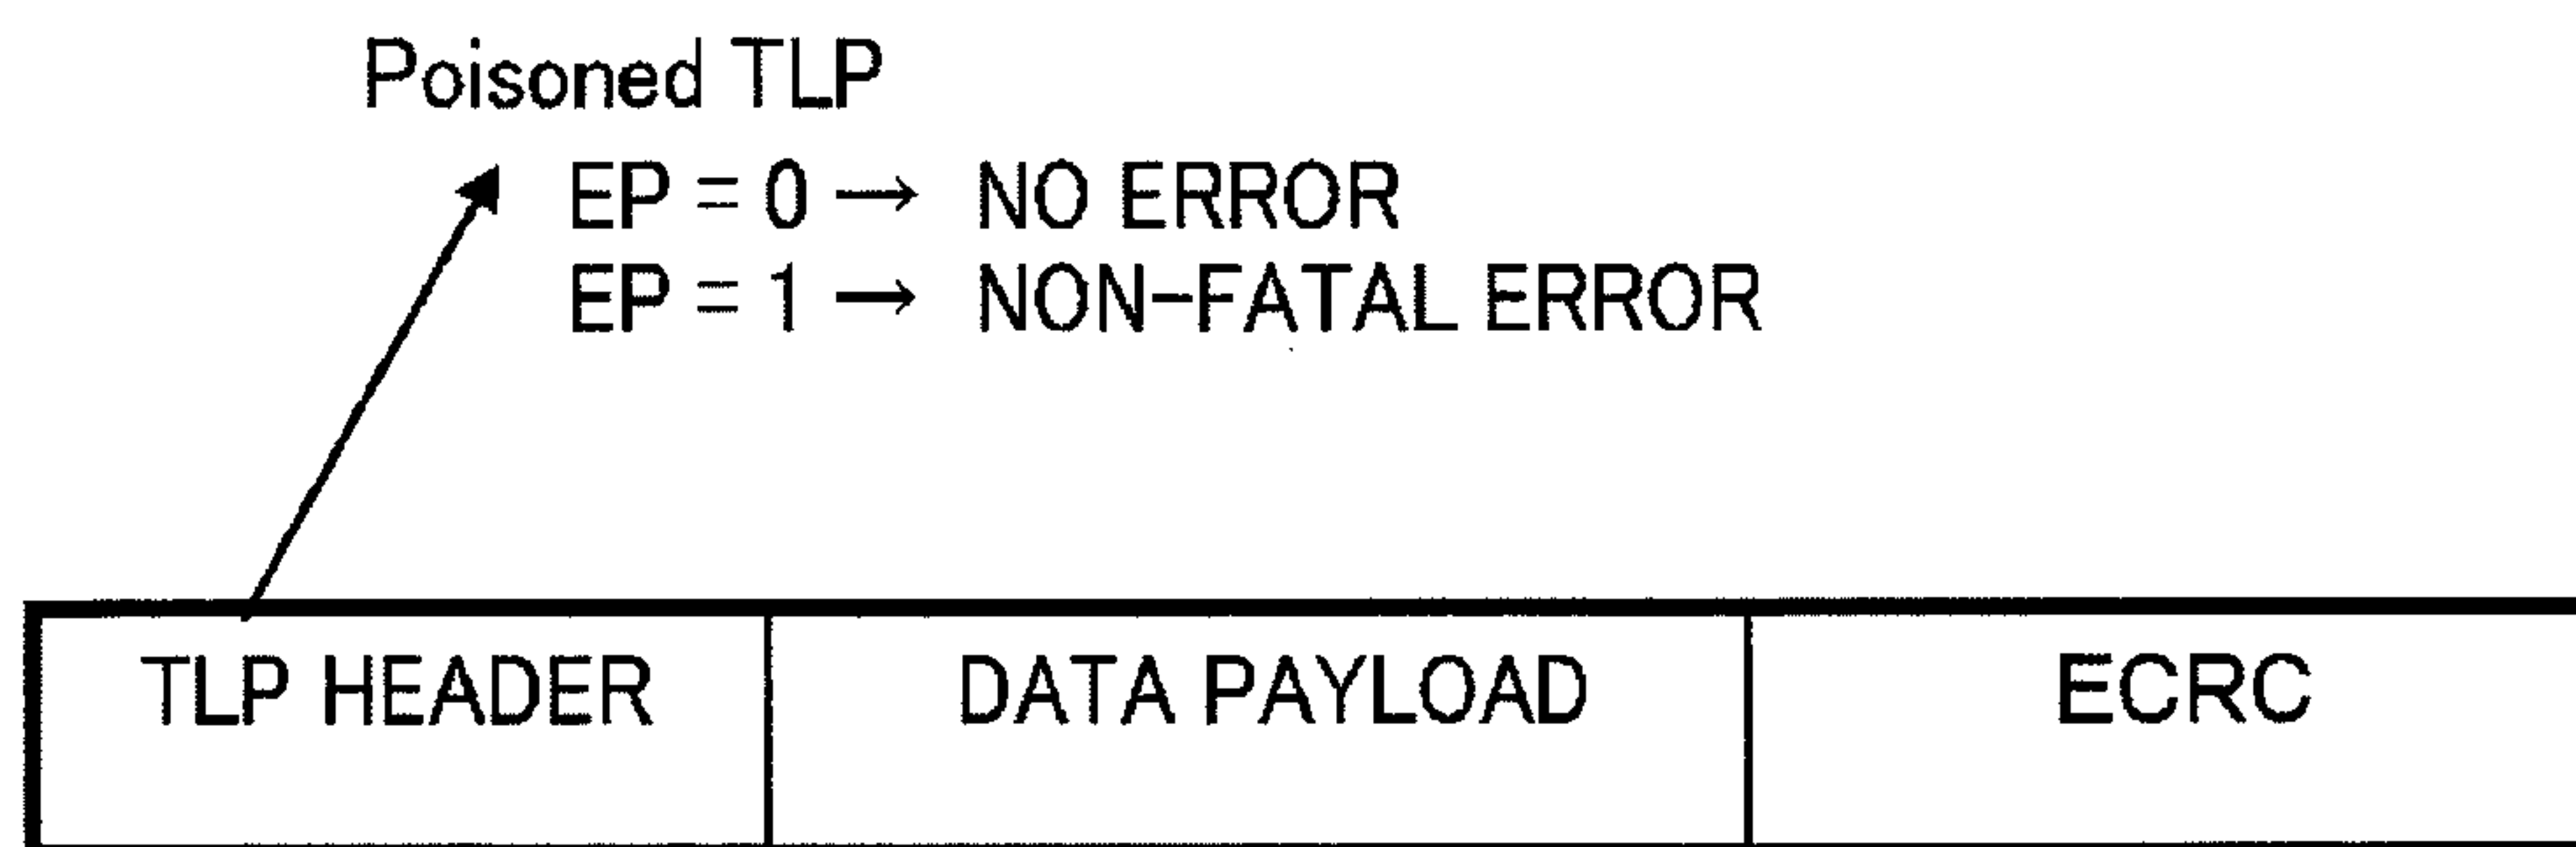 Poisoned TLP
EP = 0 → NO ERROR
EP = 1 → NON-FATAL ERROR
TLP HEADER DATA PAYLOAD ECRC